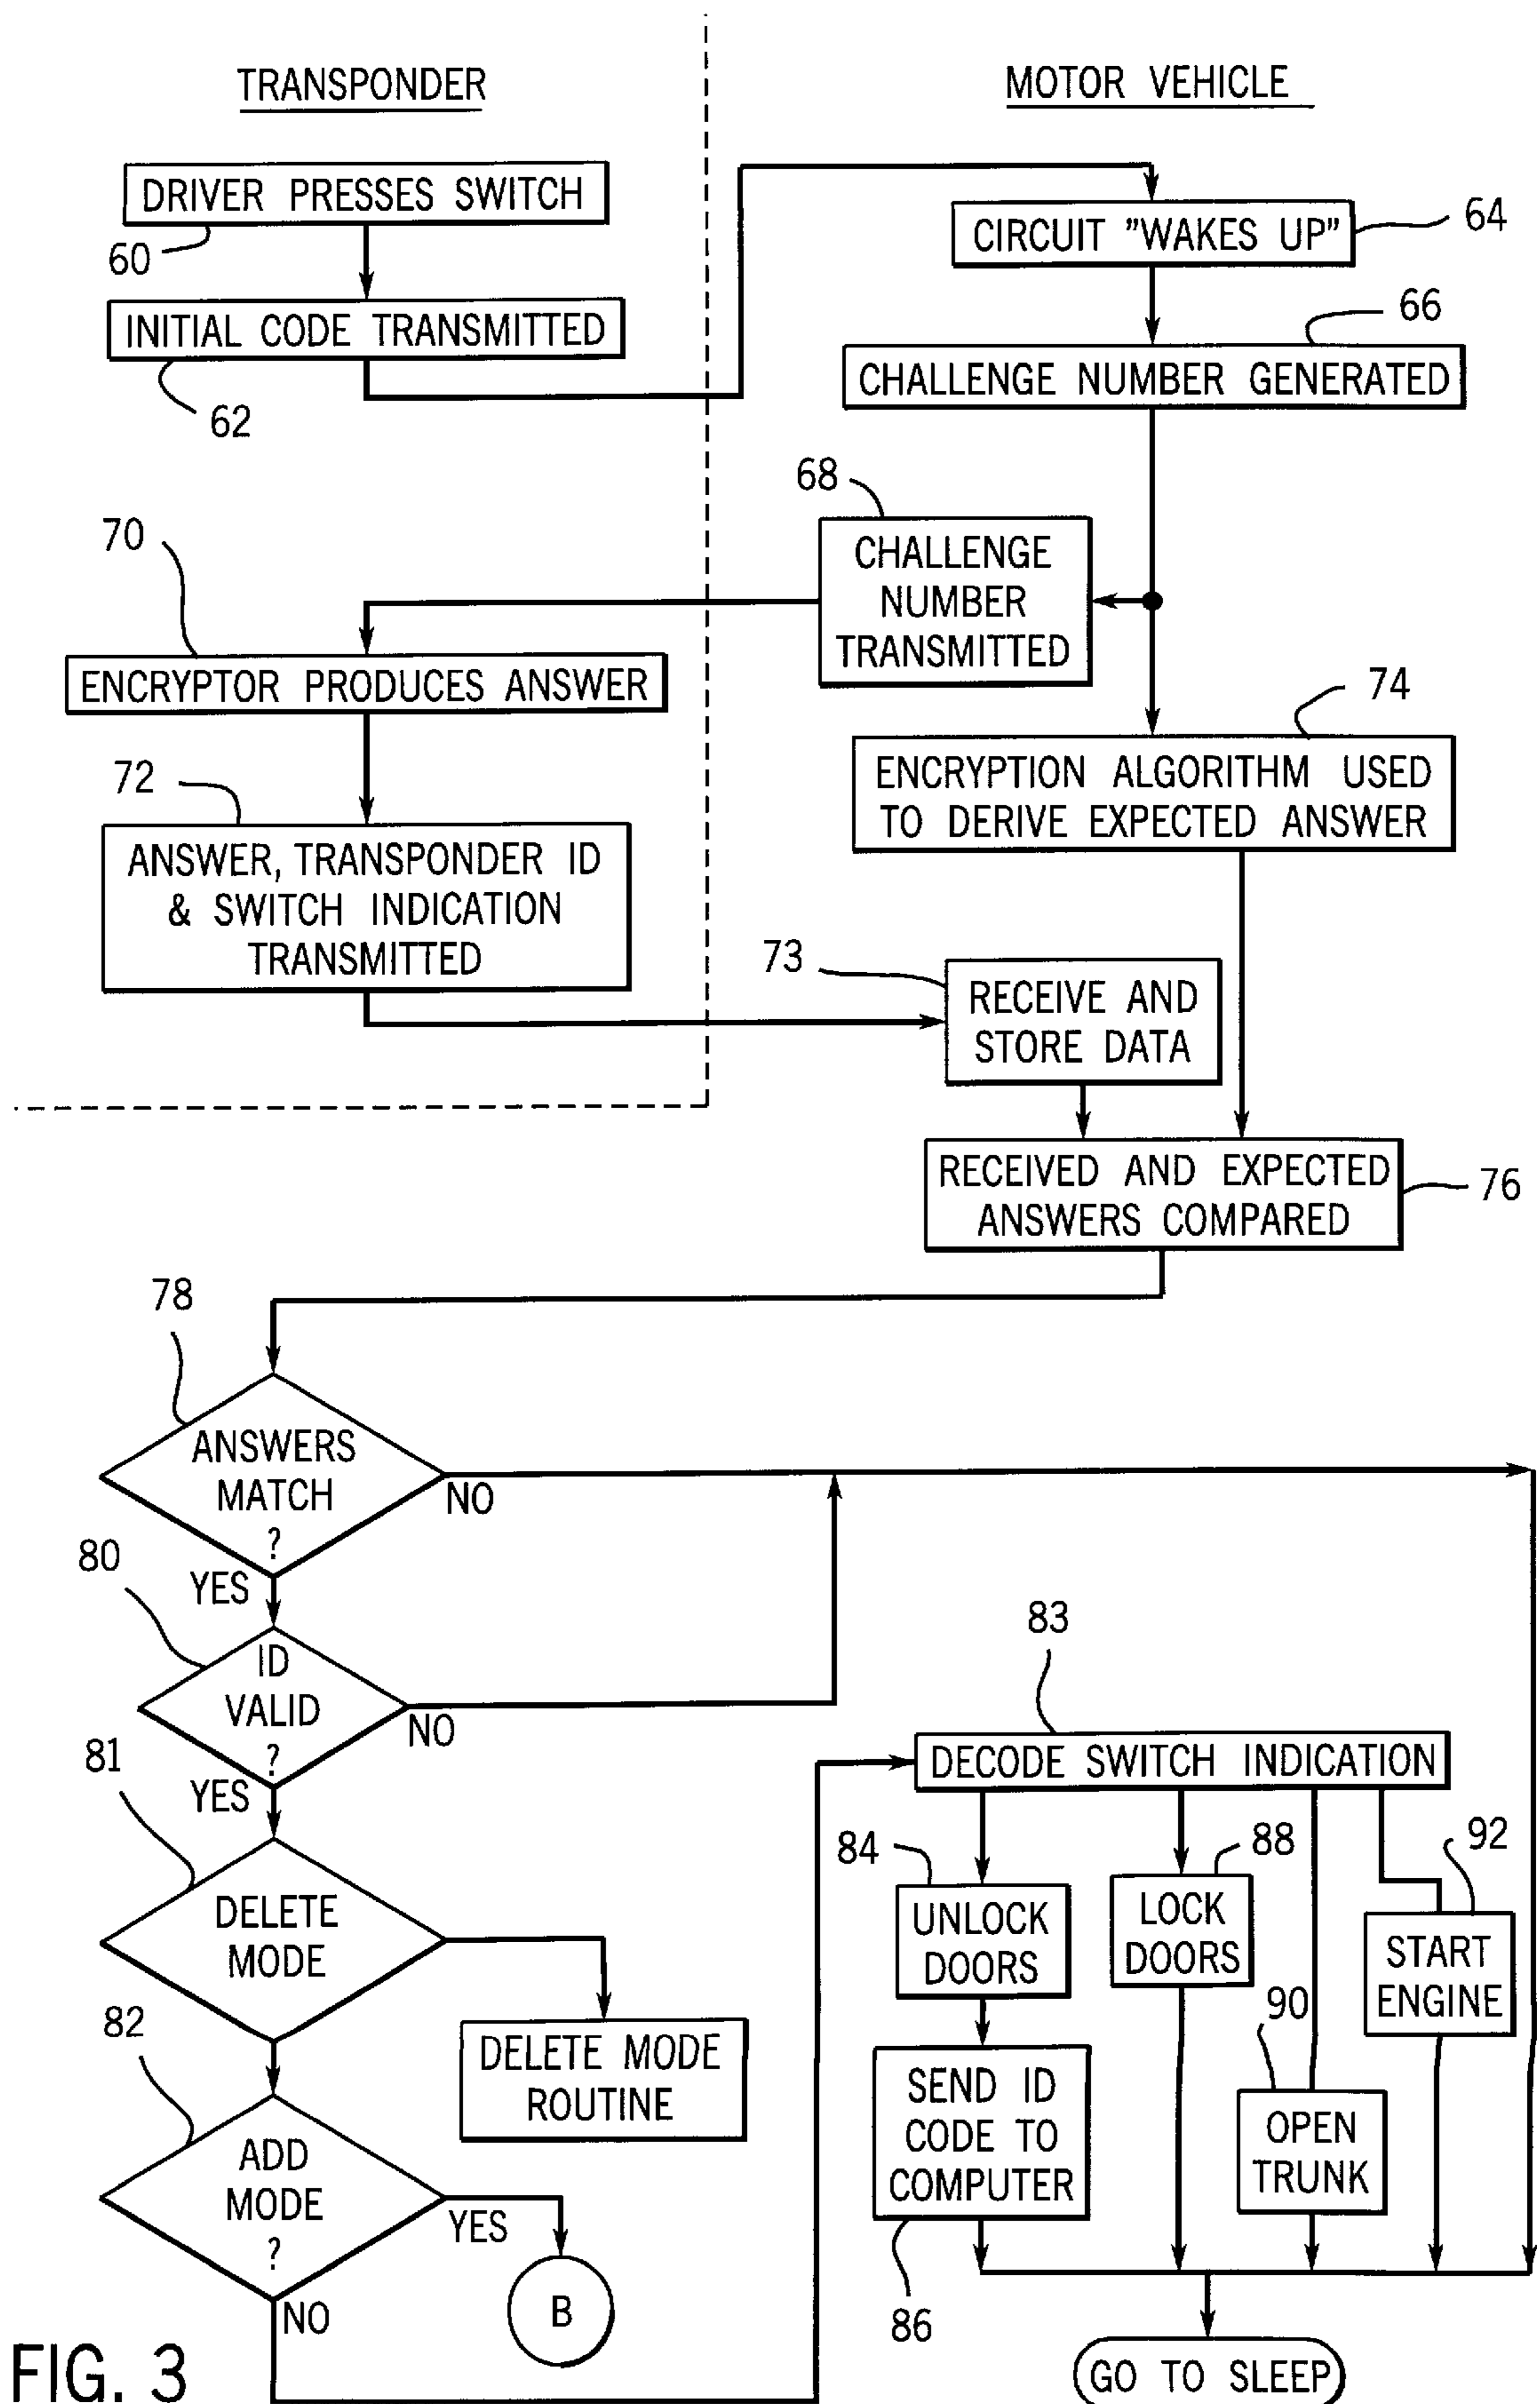 TRANSPONDER
MOTOR VEHICLE
DRIVER PRESSES SWITCH
60
INITIAL CODE TRANSMITTED
62
CIRCUIT "WAKES UP"
64
66
CHALLENGE NUMBER GENERATED
68
CHALLENGE
NUMBER
TRANSMITTED
70
ENCRYPTOR PRODUCES ANSWER
74
ENCRYPTION ALGORITHM USED
TO DERIVE EXPECTED ANSWER
72
ANSWER, TRANSPONDER ID
& SWITCH INDICATION
TRANSMITTED
73
RECEIVE AND
STORE DATA
RECEIVED AND EXPECTED
ANSWERS COMPARED
76
78
ANSWERS
MATCH
?
NO
YES
80
ID
VALID
?
NO
YES
81
DELETE
MODE
DELETE MODE
ROUTINE
82
ADD
MODE
?
YES
B
NO
83
DECODE SWITCH INDICATION
84
UNLOCK
DOORS
SEND ID
CODE TO
COMPUTER
86
88
LOCK
DOORS
90
OPEN
TRUNK
92
START
ENGINE
GO TO SLEEP
FIG. 3